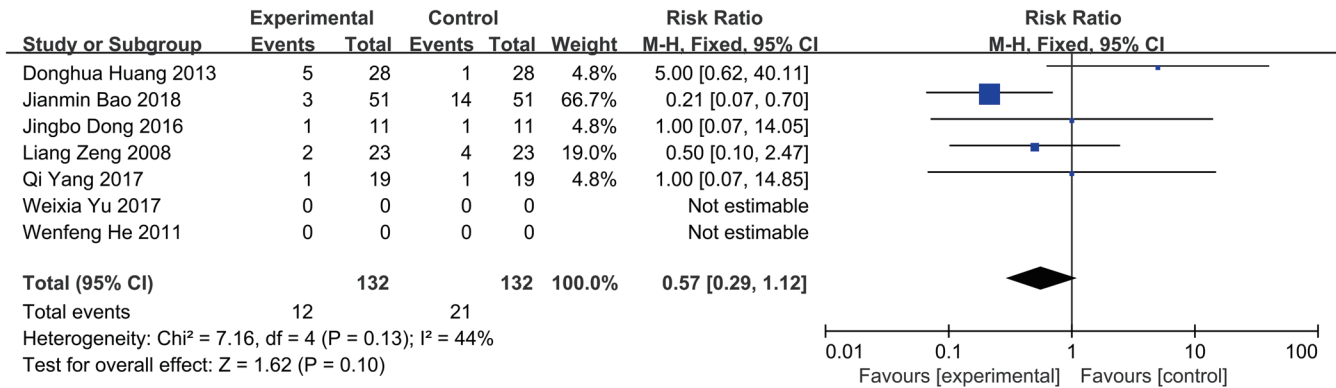 Experimental Control Risk Ratio Risk Ratio
Study or Subgroup Events Total Events Total Weight M-H, Fixed, 95% CI M-H, Fixed, 95% CI
Donghua Huang 2013 5 28 1 28 4.8% 5.00 [0.62, 40.11]
Jianmin Bao 2018 3 51 14 51 66.7% 0.21 [0.07, 0.70]
Jingbo Dong 2016 1 11 1 11 4.8% 1.00 [0.07, 14.05]
Liang Zeng 2008 2 23 4 23 19.0% 0.50 [0.10, 2.47]
Qi Yang 2017 1 19 1 19 4.8% 1.00 [0.07, 14.85]
Weixia Yu 2017 0 0 0 0 Not estimable
Wenfeng He 2011 0 0 0 0 Not estimable
Total (95% CI) 132 132 100.0% 0.57 [0.29, 1.12]
Total events 12 21
Heterogeneity: Chi² = 7.16, df = 4 (P = 0.13); I² = 44%
Test for overall effect: Z = 1.62 (P = 0.10)
0.01 0.1 1 10 100
Favours [experimental] Favours [control]